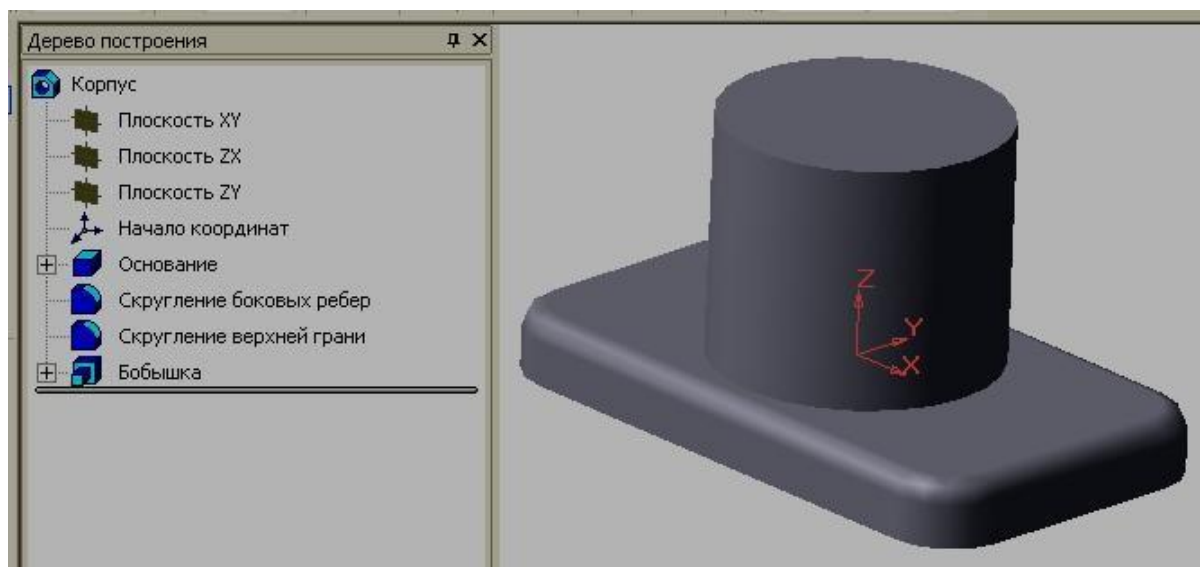 Дерево построения
Корпус
Плоскость XY
Плоскость ZX
Плоскость ZY
Начало координат
Основание
Скругление боковых ребер
Скругление верхней грани
Бобышка
Z
Y
X